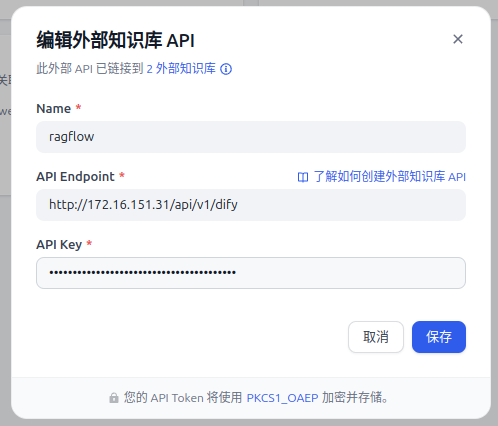 编辑外部知识库 API
此外部 API 已链接到 2 外部知识库
Name *
ragflow
API Endpoint *
了解如何创建外部知识库 API
http://172.16.151.31/api/v1/dify
API Key *
••••••••••••••••••••••••••••••••••••••••
取消
保存
您的 API Token 将使用 PKCS1_OAEP 加密并存储。
关联
we